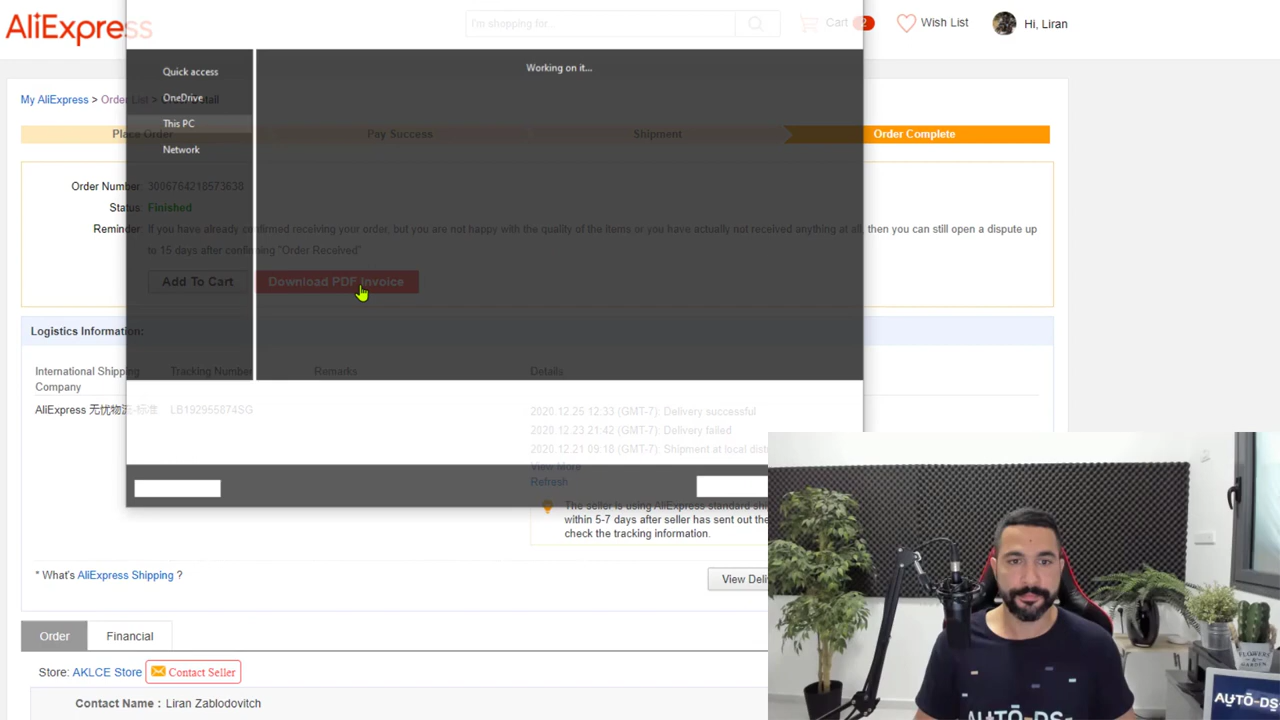 AliExpress
I'm shopping for...
Cart 2
Wish List
Hi, Liran
Quick access
OneDrive
This PC
Network
Working on it...
My AliExpress > Order List > Order Detail
Place Order
Pay Success
Shipment
Order Complete
Order Number: 3006764218573638
Status: Finished
Reminder: If you have already confirmed receiving your order, but you are not happy with the quality of the items or you have actually not received anything at all, then you can still open a dispute up
to 15 days after confirming "Order Received"
Add To Cart
Download PDF Invoice
Logistics Information:
International Shipping
Company
Tracking Number
Remarks
Details
AliExpress 无忧物流-标准
LB192955874SG
2020.12.25 12:33 (GMT-7): Delivery successful
2020.12.23 21:42 (GMT-7): Delivery failed
2020.12.21 09:18 (GMT-7): Shipment at local
View More
Refresh
The seller is using AliExpress standard
within 5-7 days after seller has sent out the
check the tracking information.
* What's AliExpress Shipping ?
View
Order
Financial
Store: AKLCE Store
Contact Seller
Contact Name : Liran Zablodovitch
AUTO-DS
AUTO-DS
FLOWERS
& GARDEN